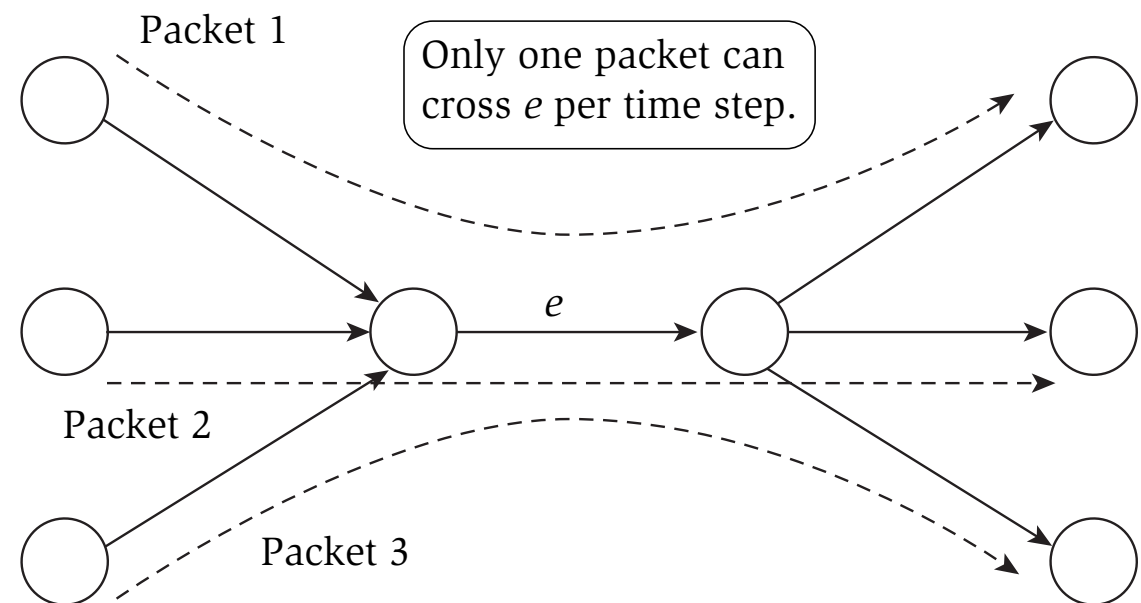 Packet 1
Only one packet can
cross e per time step.
e
Packet 2
Packet 3